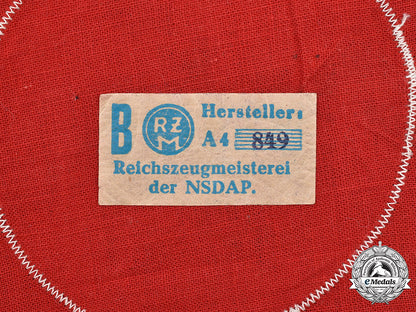 B RZM Hersteller:
A4 849
Reichszeugmeisterei
der NSDAP.
eMedals